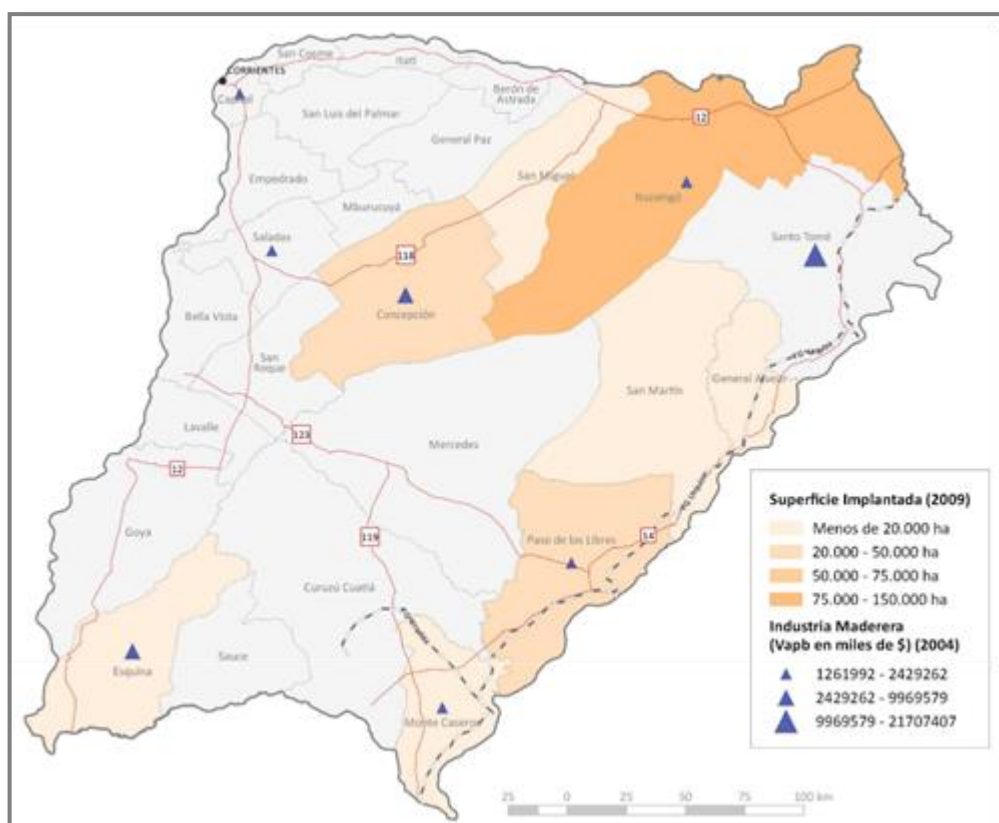 San Cosme
Itatí
CORRIENTES
Capital
Berón de
Astrada
San Luis del Palmar
12
General Paz
San Miguel
Empedrado
Ituzaingó
Mburucuyá
Saladas
Santo Tomé
118
Concepción
Bella Vista
San
Roque
General Alvear
San Martín
Lavalle
123
Mercedes
12
FG Urquiza
Goya
119
14
Paso de los Libres
Curuzú Cuatiá
Sauce
Esquina
Monte Caseros
Superficie Implantada (2009)
Menos de 20.000 ha
20.000 - 50.000 ha
50.000 - 75.000 ha
75.000 - 150.000 ha
Industria Maderera
(Vapb en miles de $) (2004)
1261992 - 2429262
2429262 - 9969579
9969579 - 21707407
25 0 25 50 100 km